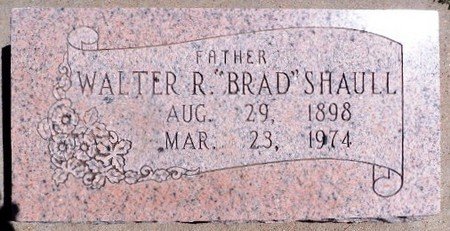 FATHER
WALTER R. "BRAD" SHAULL
AUG. 29, 1898
MAR. 23, 1974